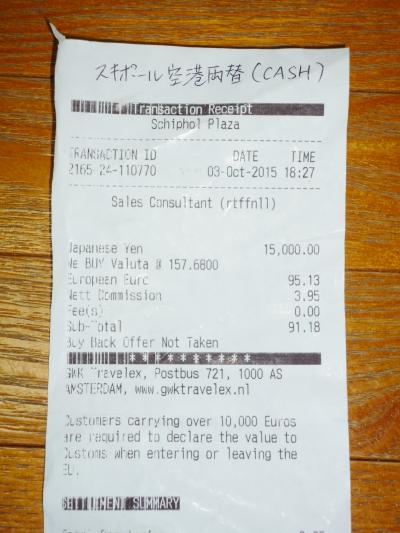 スキポール空港両替(CASH)
Transaction Receipt
Schiphol Plaza
TRANSACTION ID DATE TIME
2165-24-110770 03-Oct-2015 18:27
Sales Consultant (rtffnll)
Japanese Yen 15,000.00
We BUY Valuta @ 157.6800
European Euro 95.13
Nett Commission 3.95
Fee(s) 0.00
Sub-Total 91.18
Buy Back Offer Not Taken
* * * * * * * * * *
GWK Travelex, Postbus 721, 1000 AS
AMSTERDAM, www.gwktravelex.nl
Customers carrying over 10,000 Euros
are required to declare the value to
Customs when entering or leaving the
EU.
SETTLEMENT SUMMARY